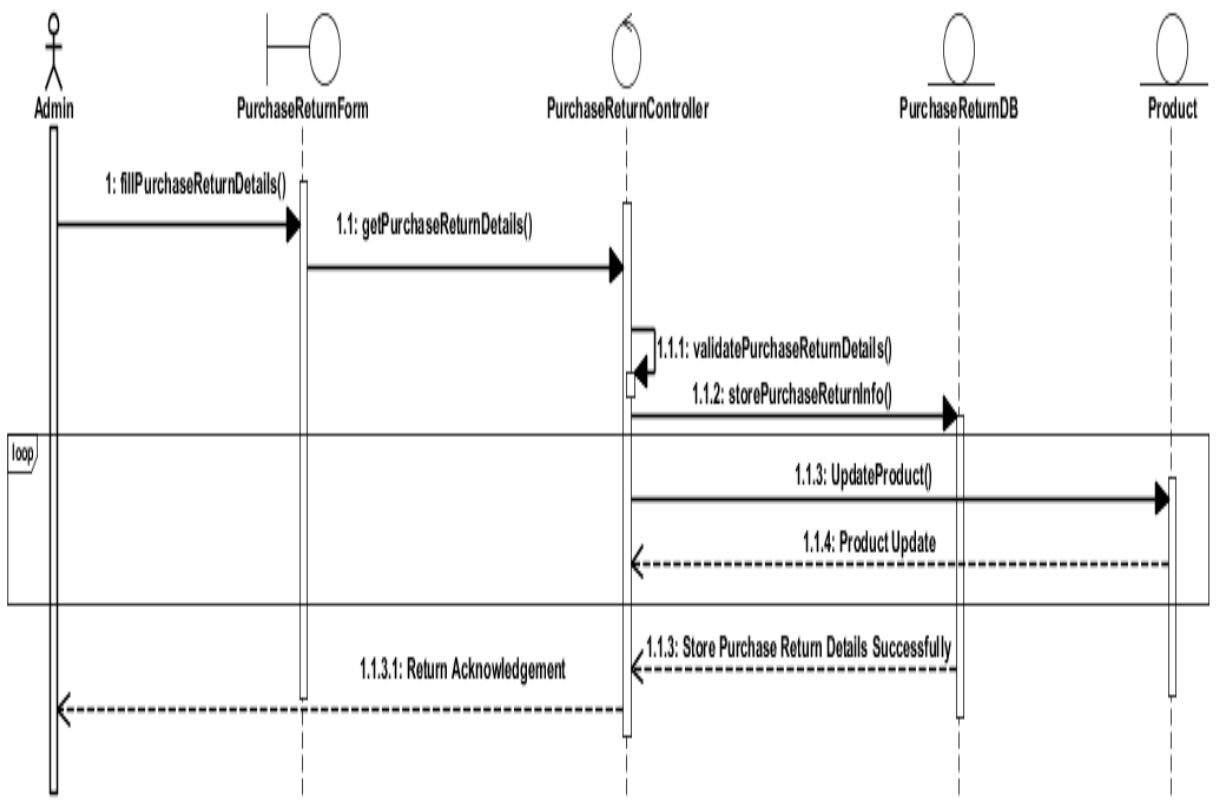 Admin
PurchaseReturnForm
PurchaseReturnController
PurchaseReturnDB
Product
1: fillPurchaseReturnDetails()
1.1: getPurchaseReturnDetails()
1.1.1: validatePurchaseReturnDetails()
1.1.2: storePurchaseReturnInfo()
loop
1.1.3: UpdateProduct()
1.1.4: Product Update
1.1.3: Store Purchase Return Details Successfully
1.1.3.1: Return Acknowledgement